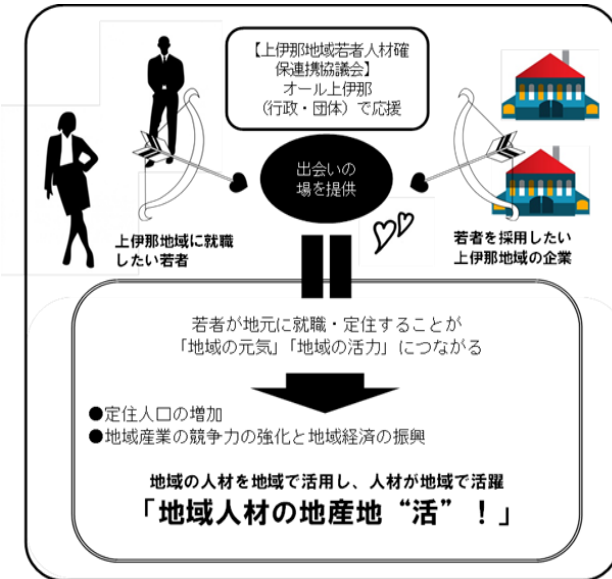 【上伊那地域若者人材確
保連携協議会】
オール上伊那
（行政・団体）で応援
出会いの
場を提供
上伊那地域に就職
したい若者
若者を採用したい
上伊那地域の企業
若者が地元に就職・定住することが
「地域の元気」「地域の活力」につながる
●定住人口の増加
●地域産業の競争力の強化と地域経済の振興
地域の人材を地域で活用し、人材が地域で活躍
「地域人材の地産地“活”！」